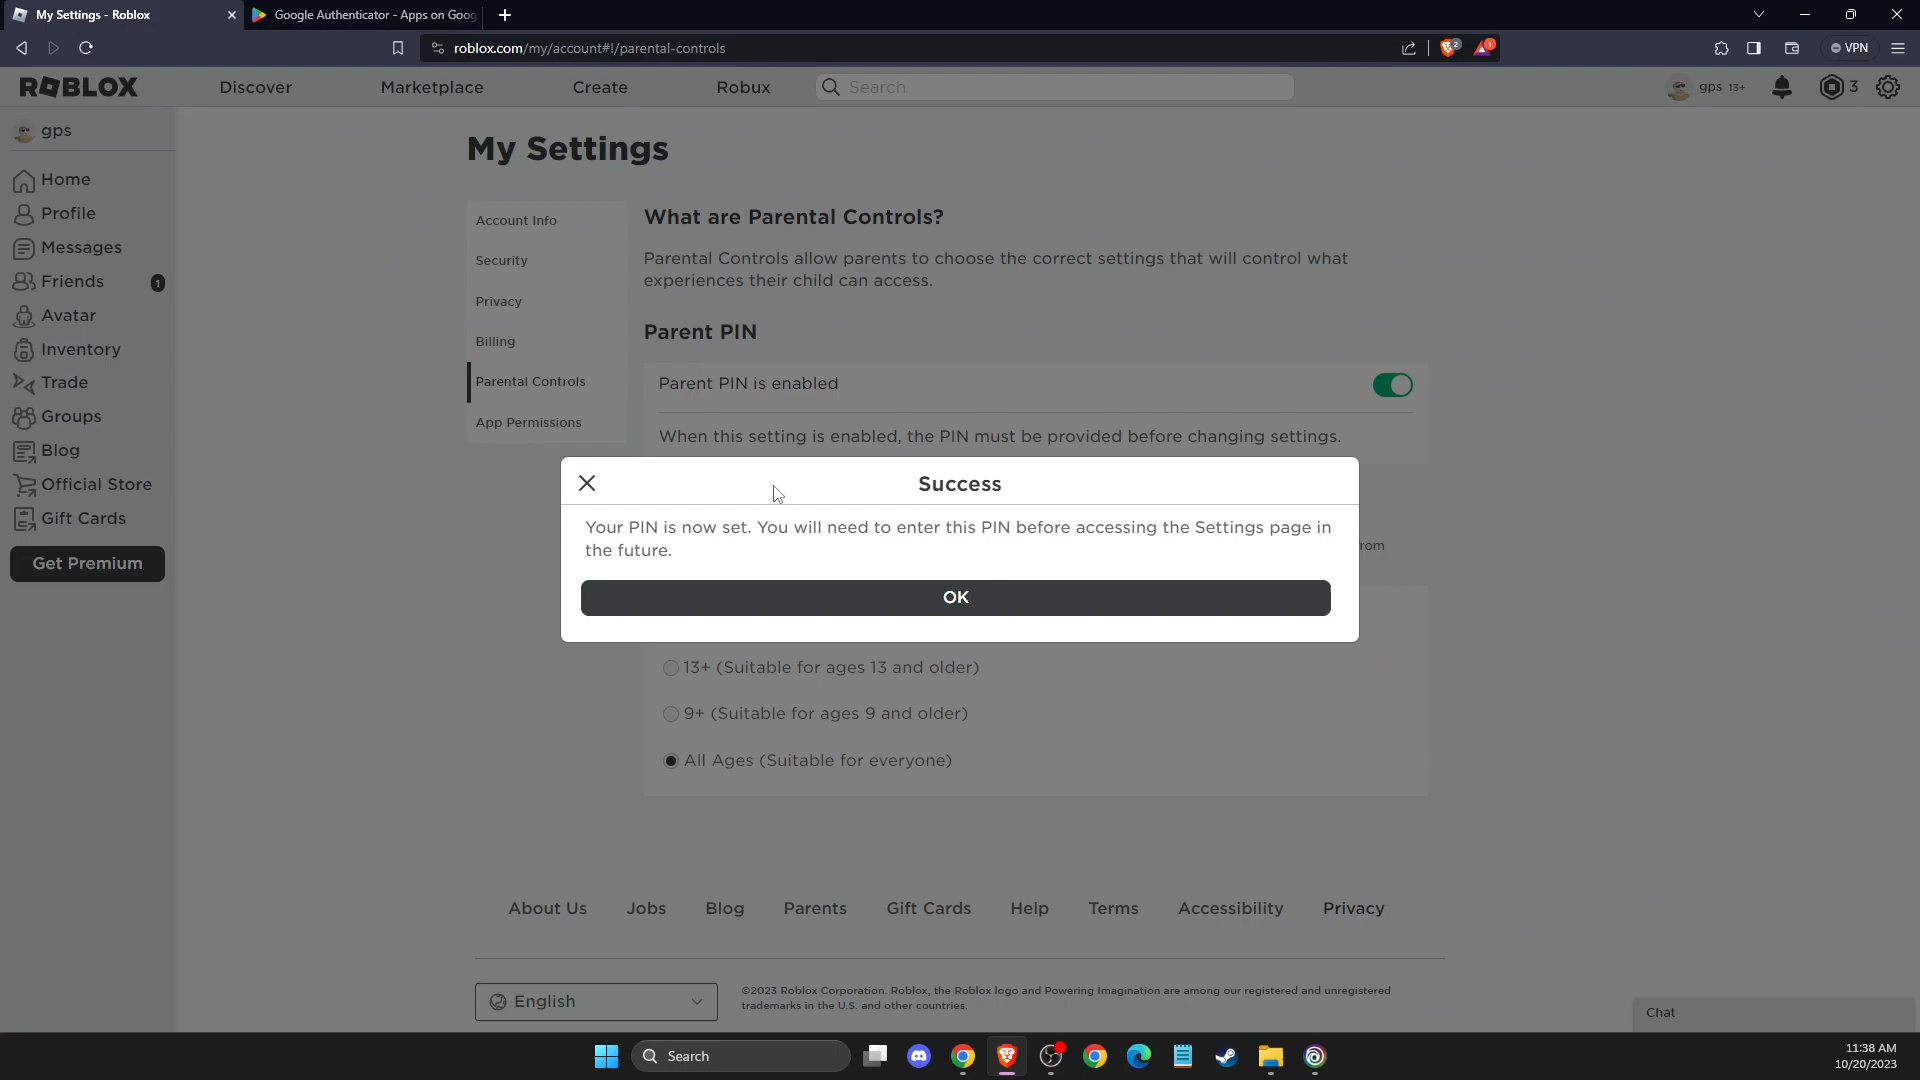 My Settings - Roblox
Google Authenticator - Apps on Goog
roblox.com/my/account#!/parental-controls
2
1
VPN
ROBLOX
Discover
Marketplace
Create
Robux
Search
gps 13+
3
gps
Home
Profile
Messages
Friends
1
Avatar
Inventory
Trade
Groups
Blog
Official Store
Gift Cards
Get Premium
My Settings
Account Info
Security
Privacy
Billing
Parental Controls
App Permissions
What are Parental Controls?
Parental Controls allow parents to choose the correct settings that will control what
experiences their child can access.
Parent PIN
Parent PIN is enabled
When this setting is enabled, the PIN must be provided before changing settings.
Success
Your PIN is now set. You will need to enter this PIN before accessing the Settings page in
the future.
OK
rom
13+ (Suitable for ages 13 and older)
9+ (Suitable for ages 9 and older)
All Ages (Suitable for everyone)
About Us
Jobs
Blog
Parents
Gift Cards
Help
Terms
Accessibility
Privacy
English
©2023 Roblox Corporation. Roblox, the Roblox logo and Powering Imagination are among our registered and unregistered
trademarks in the U.S. and other countries.
Chat
Search
11:38 AM
10/20/2023